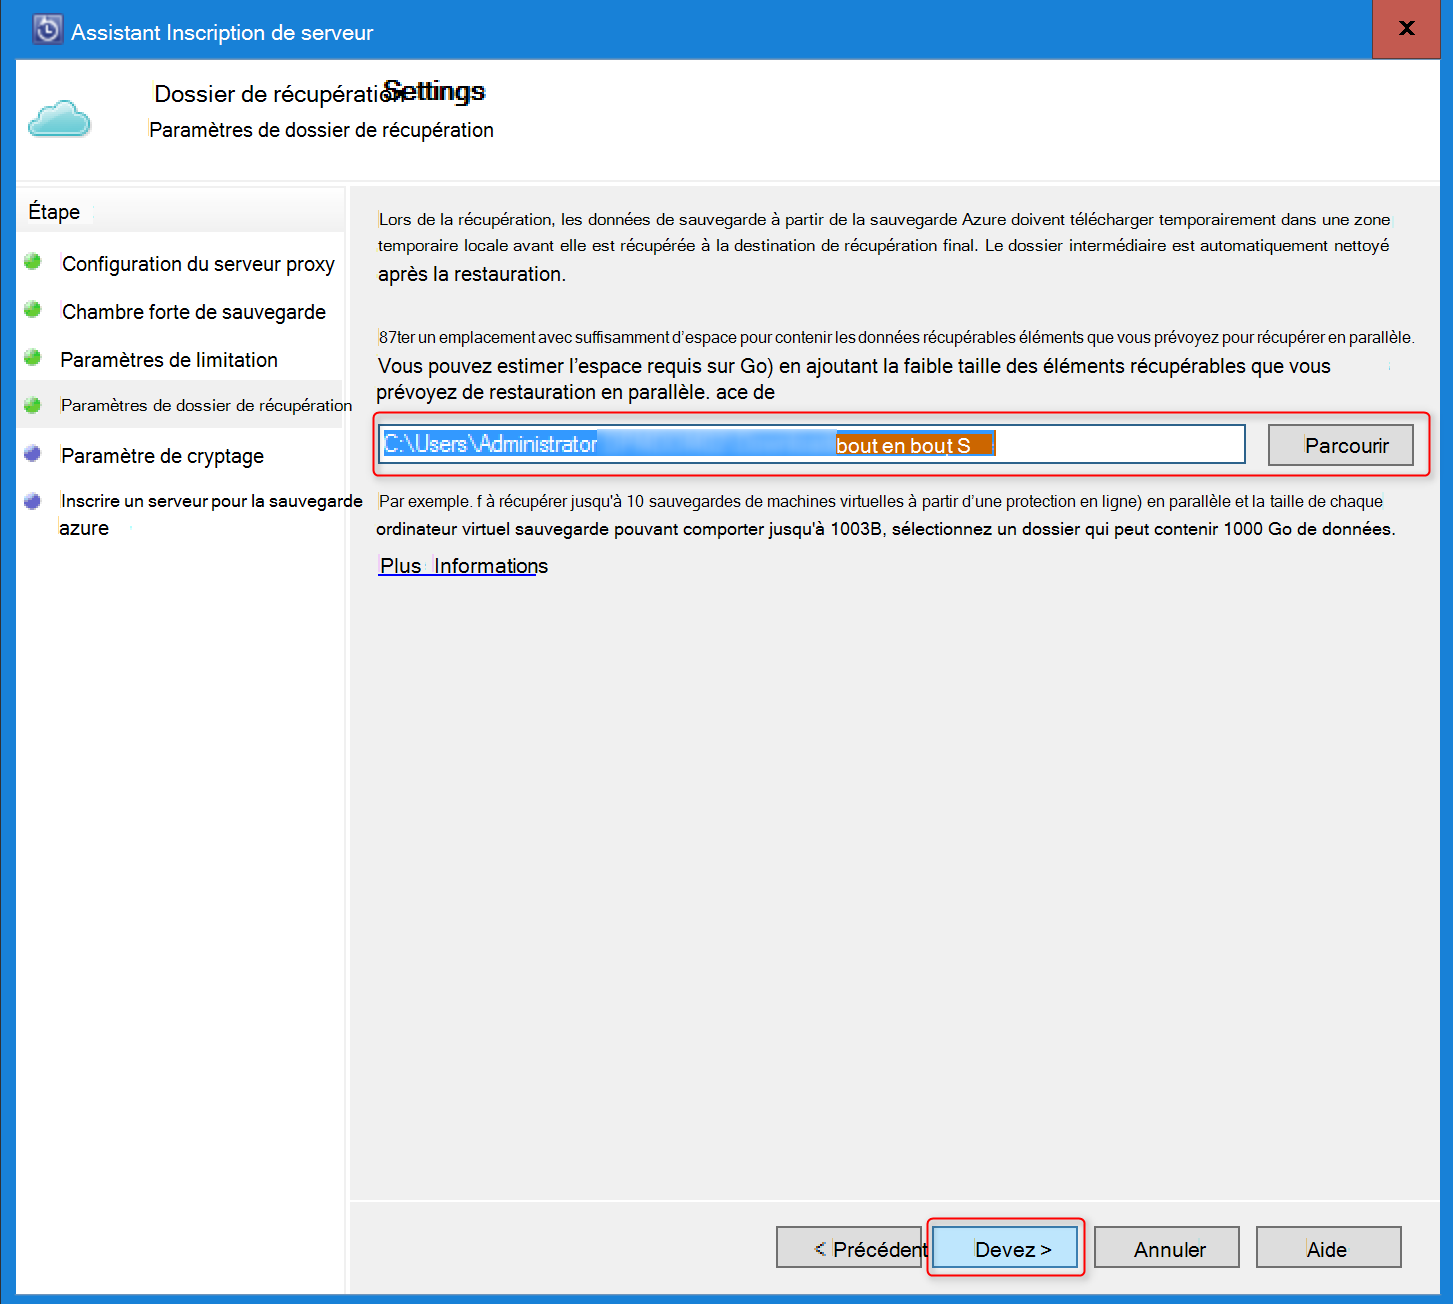 Assistant Inscription de serveur
x
Dossier de récupération Settings
Paramètres de dossier de récupération
Étape
Configuration du serveur proxy
Chambre forte de sauvegarde
Paramètres de limitation
Paramètres de dossier de récupération
Paramètre de cryptage
Inscrire un serveur pour la sauvegarde
azure
Lors de la récupération, les données de sauvegarde à partir de la sauvegarde Azure doivent télécharger temporairement dans une zone
temporaire locale avant elle est récupérée à la destination de récupération final. Le dossier intermédiaire est automatiquement nettoyé
après la restauration.
87ter un emplacement avec suffisamment d'espace pour contenir les données récupérables éléments que vous prévoyez pour récupérer en parallèle.
Vous pouvez estimer l'espace requis sur Go) en ajoutant la faible taille des éléments récupérables que vous
prévoyez de restauration en parallèle. ace de
C:\Users\Administrator bout en bout S
Parcourir
Par exemple. f à récupérer jusqu'à 10 sauvegardes de machines virtuelles à partir d'une protection en ligne) en parallèle et la taille de chaque
ordinateur virtuel sauvegarde pouvant comporter jusqu'à 1003B, sélectionnez un dossier qui peut contenir 1000 Go de données.
Plus Informations
< Précédent
Devez >
Annuler
Aide